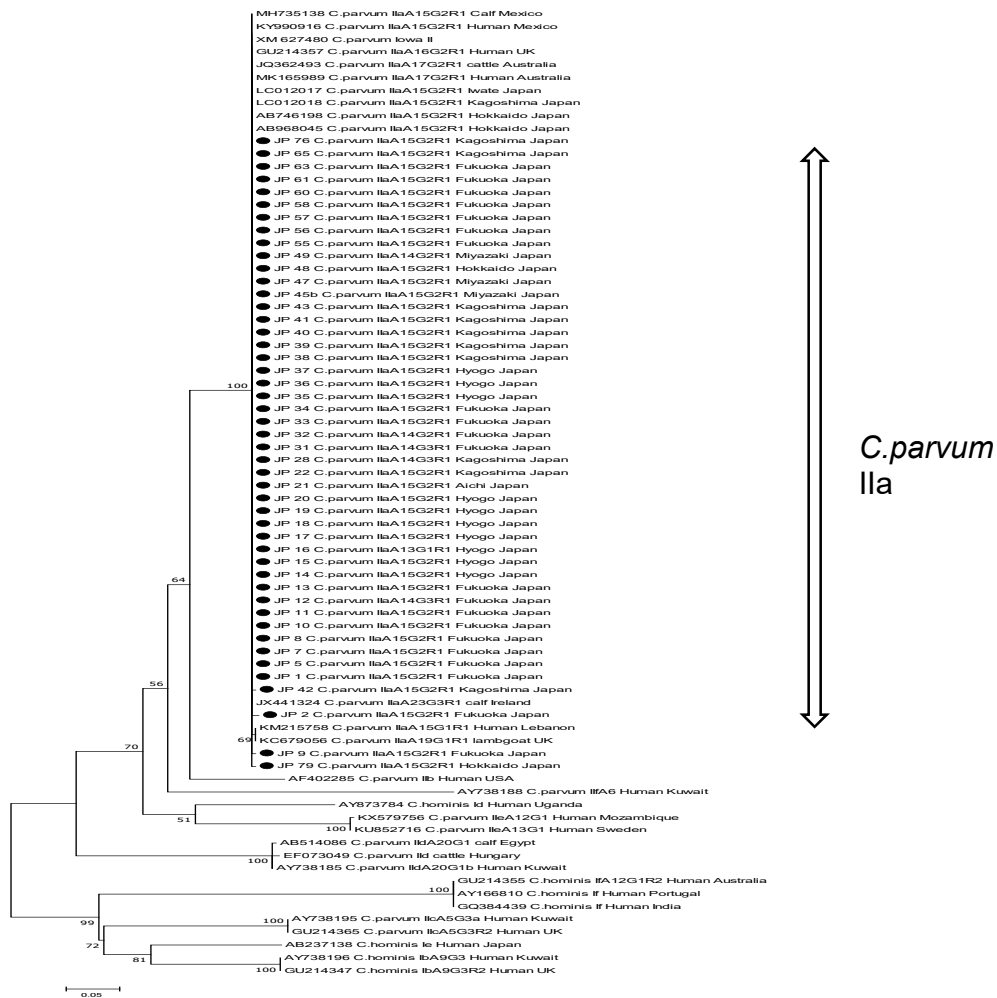 MH735138 C.parvum IIaA15G2R1 Calf Mexico
KY990916 C.parvum IIaA15G2R1 Human Mexico
XM 627480 C.parvum Iowa II
GU214357 C.parvum IIaA16G2R1 Human UK
JQ362493 C.parvum IIaA17G2R1 cattle Australia
MK165989 C.parvum IIaA17G2R1 Human Australia
LC012017 C.parvum IIaA15G2R1 Iwate Japan
LC012018 C.parvum IIaA15G2R1 Kagoshima Japan
AB746198 C.parvum IIaA15G2R1 Hokkaido Japan
AB968045 C.parvum IIaA15G2R1 Hokkaido Japan
JP 76 C.parvum IIaA15G2R1 Kagoshima Japan
JP 65 C.parvum IIaA15G2R1 Kagoshima Japan
JP 63 C.parvum IIaA15G2R1 Fukuoka Japan
JP 61 C.parvum IIaA15G2R1 Fukuoka Japan
JP 60 C.parvum IIaA15G2R1 Fukuoka Japan
JP 58 C.parvum IIaA15G2R1 Fukuoka Japan
JP 57 C.parvum IIaA15G2R1 Fukuoka Japan
JP 56 C.parvum IIaA15G2R1 Fukuoka Japan
JP 55 C.parvum IIaA15G2R1 Fukuoka Japan
JP 49 C.parvum IIaA14G2R1 Miyazaki Japan
JP 48 C.parvum IIaA15G2R1 Hokkaido Japan
JP 47 C.parvum IIaA15G2R1 Miyazaki Japan
JP 45b C.parvum IIaA15G2R1 Miyazaki Japan
JP 43 C.parvum IIaA15G2R1 Kagoshima Japan
JP 41 C.parvum IIaA15G2R1 Kagoshima Japan
JP 40 C.parvum IIaA15G2R1 Kagoshima Japan
JP 39 C.parvum IIaA15G2R1 Kagoshima Japan
JP 38 C.parvum IIaA15G2R1 Kagoshima Japan
JP 37 C.parvum IIaA15G2R1 Hyogo Japan
JP 36 C.parvum IIaA15G2R1 Hyogo Japan
100
JP 35 C.parvum IIaA15G2R1 Hyogo Japan
JP 34 C.parvum IIaA15G2R1 Fukuoka Japan
JP 33 C.parvum IIaA15G2R1 Fukuoka Japan
JP 32 C.parvum IIaA14G2R1 Fukuoka Japan
JP 31 C.parvum IIaA14G3R1 Fukuoka Japan
C.parvum
JP 28 C.parvum IIaA14G3R1 Kagoshima Japan
JP 22 C.parvum IIaA15G2R1 Kagoshima Japan
JP 21 C.parvum IIaA15G2R1 Aichi Japan
IIa
JP 20 C.parvum IIaA15G2R1 Hyogo Japan
JP 19 C.parvum IIaA15G2R1 Hyogo Japan
JP 18 C.parvum IIaA15G2R1 Hyogo Japan
JP 17 C.parvum IIaA15G2R1 Hyogo Japan
JP 16 C.parvum IIaA13G1R1 Hyogo Japan
JP 15 C.parvum IIaA15G2R1 Hyogo Japan
JP 14 C.parvum IIaA15G2R1 Hyogo Japan
64
JP 13 C.parvum IIaA15G2R1 Fukuoka Japan
JP 12 C.parvum IIaA14G3R1 Fukuoka Japan
JP 11 C.parvum IIaA15G2R1 Fukuoka Japan
JP 10 C.parvum IIaA15G2R1 Fukuoka Japan
JP 8 C.parvum IIaA15G2R1 Fukuoka Japan
JP 7 C.parvum IIaA15G2R1 Fukuoka Japan
JP 5 C.parvum IIaA15G2R1 Fukuoka Japan
JP 1 C.parvum IIaA15G2R1 Fukuoka Japan
56
JP 42 C.parvum IIaA15G2R1 Kagoshima Japan
JX441324 C.parvum IIaA23G3R1 calf Ireland
JP 2 C.parvum IIaA15G2R1 Fukuoka Japan
KM215758 C.parvum IIaA15G1R1 Human Lebanon
69
KC679056 C.parvum IIaA19G1R1 lambgoat UK
70
JP 9 C.parvum IIaA15G2R1 Fukuoka Japan
JP 79 C.parvum IIaA15G2R1 Hokkaido Japan
AF402285 C.parvum IIb Human USA
AY738188 C.parvum IIfA6 Human Kuwait
AY873784 C.hominis Id Human Uganda
51
KX579756 C.parvum IIeA12G1 Human Mozambique
100
KU852716 C.parvum IIeA13G1 Human Sweden
AB514086 C.parvum IIdA20G1 calf Egypt
EF073049 C.parvum IId cattle Hungary
100
AY738185 C.parvum IIdA20G1b Human Kuwait
GU214355 C.hominis IfA12G1R2 Human Australia
100
AY166810 C.hominis If Human Portugal
GQ384439 C.hominis If Human India
99
AY738195 C.parvum IIcA5G3a Human Kuwait
100
GU214365 C.parvum IIcA5G3R2 Human UK
72
AB237138 C.hominis Ie Human Japan
81
AY738196 C.hominis IbA9G3 Human Kuwait
100
GU214347 C.hominis IbA9G3R2 Human UK
0.05